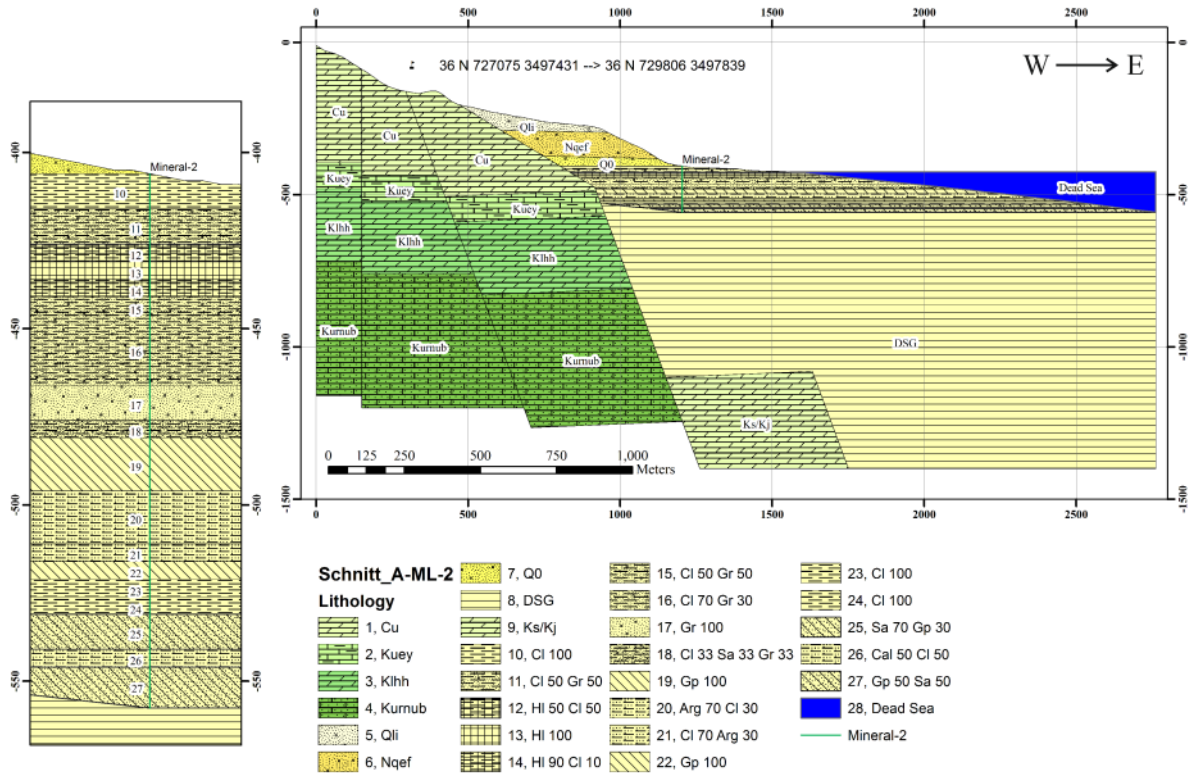 0 500 1000 1500 2000 2500
36 N 727075 3497431 --> 36 N 729806 3497839
W E
0 0
Cu
Qli
Cu
Nqef
Cu
Q0
Mineral-2
Kuey
Kuey
Dead Sea
-500
Kuey
Klhh
Klhh
Klhh
Kurnub
Kurnub
Kurnub
DSG
-1000 -1000
Ks/Kj
0 125 250 500 750 1,000
Meters
-1500 -1500
0 500 1000 1500 2000 2500
-400 -400
Mineral-2
10
11
12
13
14
15
-450 -450
16
17
18
19
-500
20
21
22
23
24
25
26
-550
27
Schnitt_A-ML-2
Lithology
1, Cu
2, Kuey
3, Klhh
4, Kurnub
5, Qli
6, Nqef
7, Q0
8, DSG
9, Ks/Kj
10, Cl 100
11, Cl 50 Gr 50
12, Hl 50 Cl 50
13, Hl 100
14, Hl 90 Cl 10
15, Cl 50 Gr 50
16, Cl 70 Gr 30
17, Gr 100
18, Cl 33 Sa 33 Gr 33
19, Gp 100
20, Arg 70 Cl 30
21, Cl 70 Arg 30
22, Gp 100
23, Cl 100
24, Cl 100
25, Sa 70 Gp 30
26, Cal 50 Cl 50
27, Gp 50 Sa 50
28, Dead Sea
Mineral-2